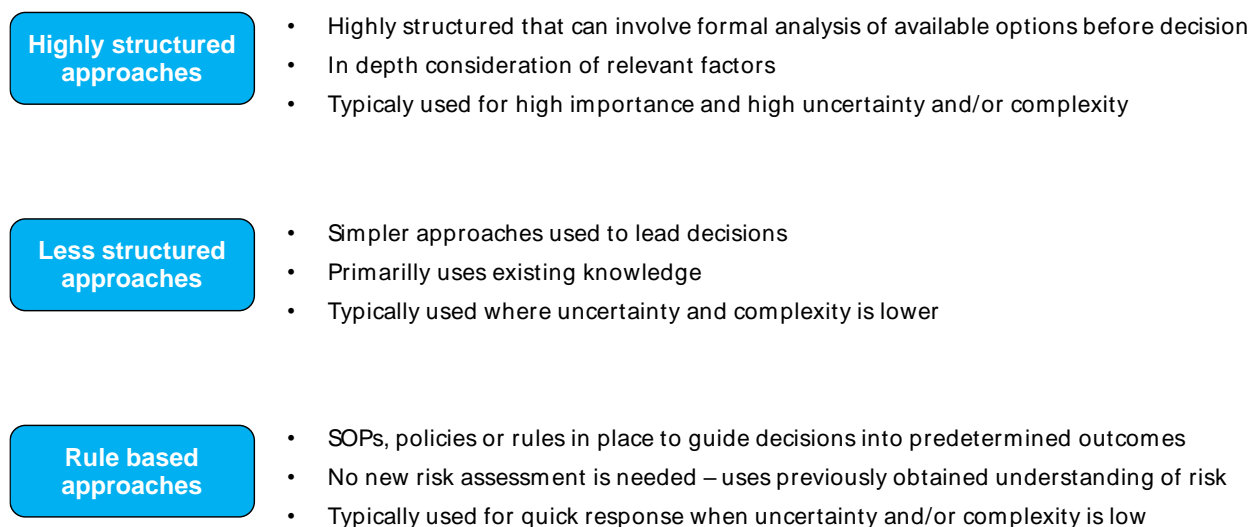 Highly structured
approaches
• Highly structured that can involve formal analysis of available options before decision
• In depth consideration of relevant factors
• Typicaly used for high importance and high uncertainty and/or complexity
Less structured
approaches
• Simpler approaches used to lead decisions
• Primarilly uses existing knowledge
• Typically used where uncertainty and complexity is lower
Rule based
approaches
• SOPs, policies or rules in place to guide decisions into predetermined outcomes
• No new risk assessment is needed – uses previously obtained understanding of risk
• Typically used for quick response when uncertainty and/or complexity is low